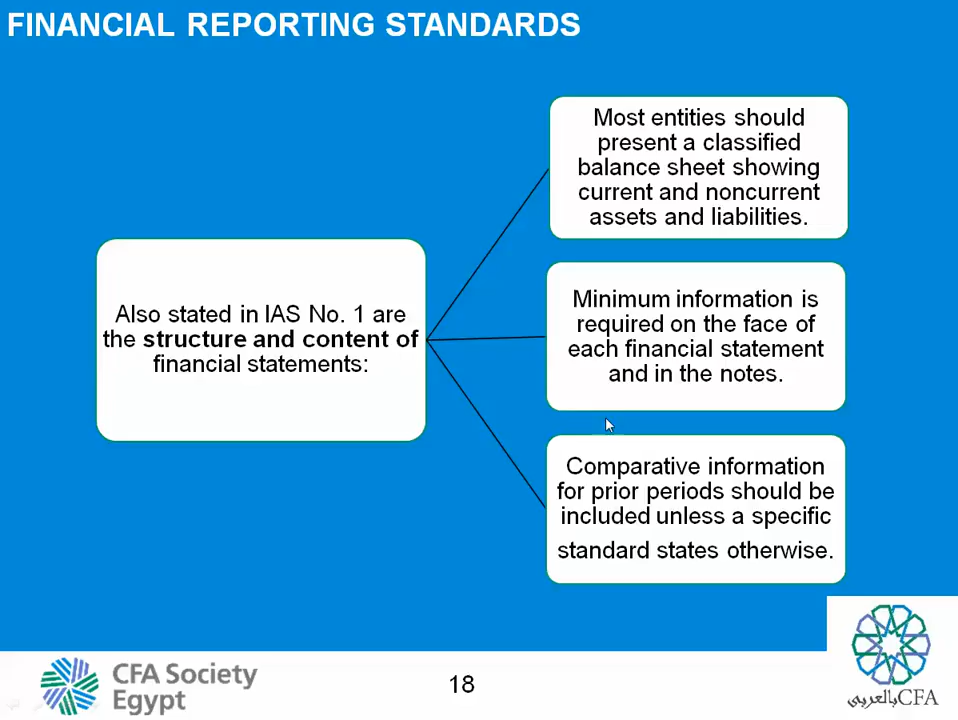 FINANCIAL REPORTING STANDARDS
Also stated in IAS No. 1 are
the structure and content of
financial statements:
Most entities should
present a classified
balance sheet showing
current and noncurrent
assets and liabilities.
Minimum information is
required on the face of
each financial statement
and in the notes.
Comparative information
for prior periods should be
included unless a specific
standard states otherwise.
CFA Society
Egypt
18
CFA بالعربي